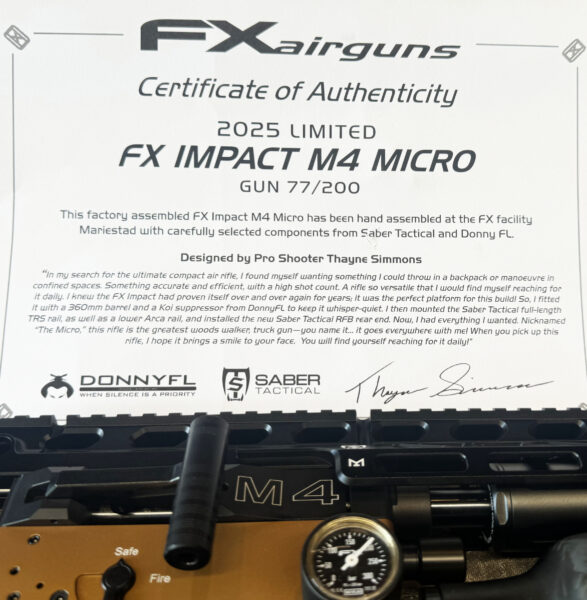 FX airguns
Certificate of Authenticity
2025 LIMITED
FX IMPACT M4 MICRO
GUN 77/200
This factory assembled FX Impact M4 Micro has been hand assembled at the FX facility
Mariestad with carefully selected components from Saber Tactical and Donny FL.
Designed by Pro Shooter Thayne Simmons
"In my search for the ultimate compact air rifle, I found myself wanting something I could throw in a backpack or manoeuvre in
confined spaces. Something accurate and efficient, with a high shot count. A rifle so versatile that I would find myself reaching for
it daily. I knew the FX Impact had proven itself over and over again for years; it was the perfect platform for this build! So, I fitted
it with a 360mm barrel and a Koi suppressor from DonnyFL to keep it whisper-quiet. I then mounted the Saber Tactical full-length
TRS rail, as well as a lower Arca rail, and installed the new Saber Tactical RFB rear end. Now, I had everything I wanted. Nicknamed
"The Micro," this rifle is the greatest woods walker, truck gun—you name it... it goes everywhere with me! When you pick up this
rifle, I hope it brings a smile to your face. You will find yourself reaching for it daily!"
DONNYFL
WHEN SILENCE IS A PRIORITY
SABER
TACTICAL
Thayne Simmons
M4
Safe
Fire
FX